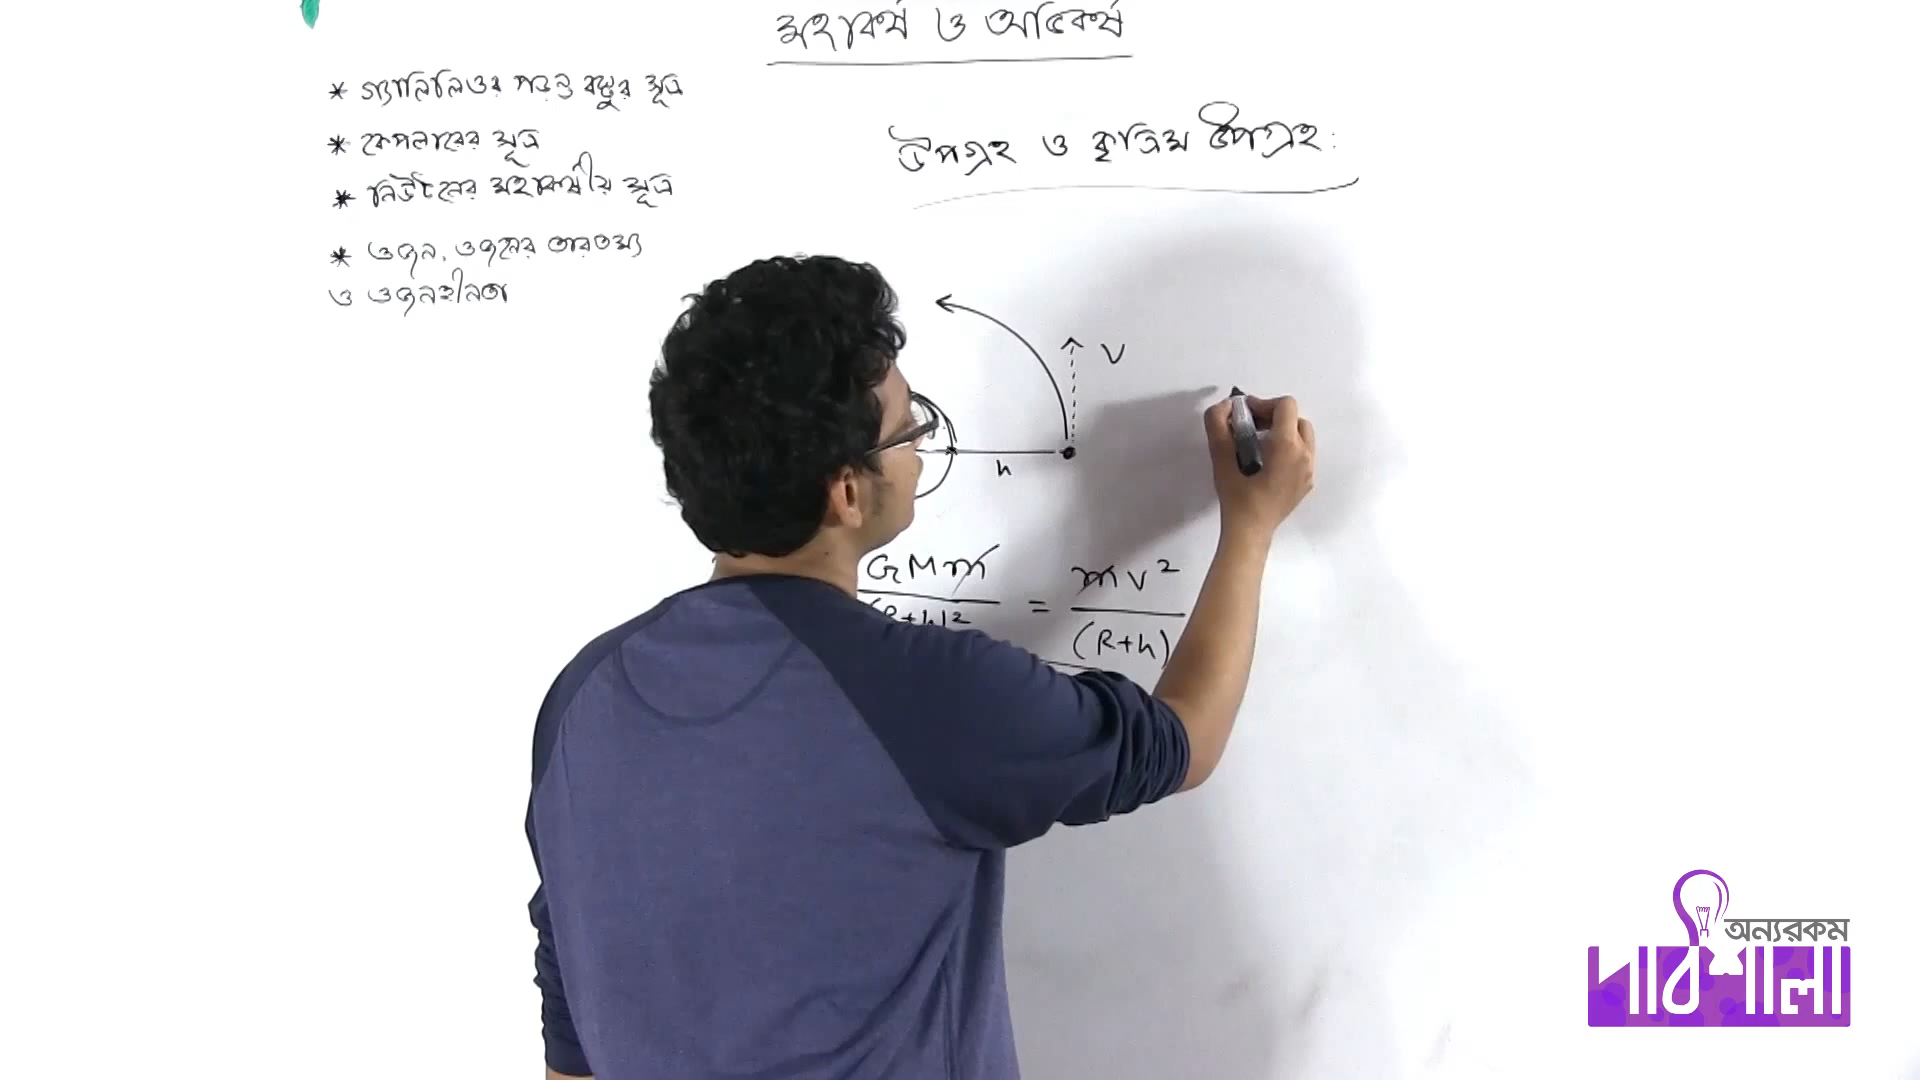 মহাকর্ষ ও অভিকর্ষ
* গ্যালিলিওর পড়ন্ত বস্তুর সূত্র
* কেপলারের সূত্র
* নিউটনের মহাকর্ষীয় সূত্র
* ওজন, ওজনের তারতম্য
ও ওজনহীনতা
উপগ্রহ ও কৃত্রিম উপগ্রহ:
V
h
GMm/(R+h)² = mv²/(R+h)
অন্যরকম
পাঠশালা